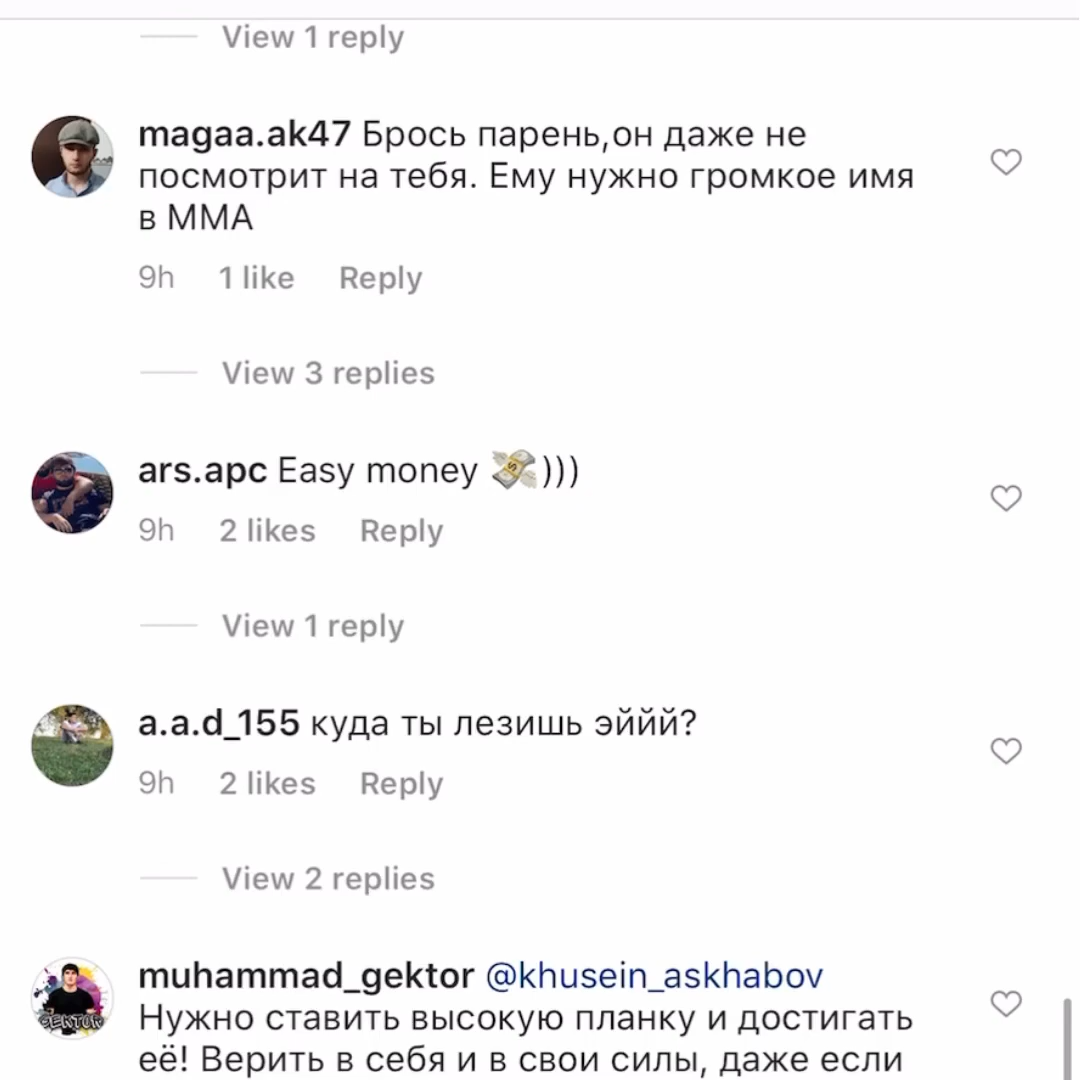 View 1 reply
magaa.ak47 Брось парень,он даже не
посмотрит на тебя. Ему нужно громкое имя
в ММА
9h 1 like Reply
View 3 replies
ars.apc Easy money 💸)))
9h 2 likes Reply
View 1 reply
a.a.d_155 куда ты лезишь эййй?
9h 2 likes Reply
View 2 replies
muhammad_gektor @khusein_askhabov
Нужно ставить высокую планку и достигать
её! Верить в себя и в свои силы, даже если
GEKTOR